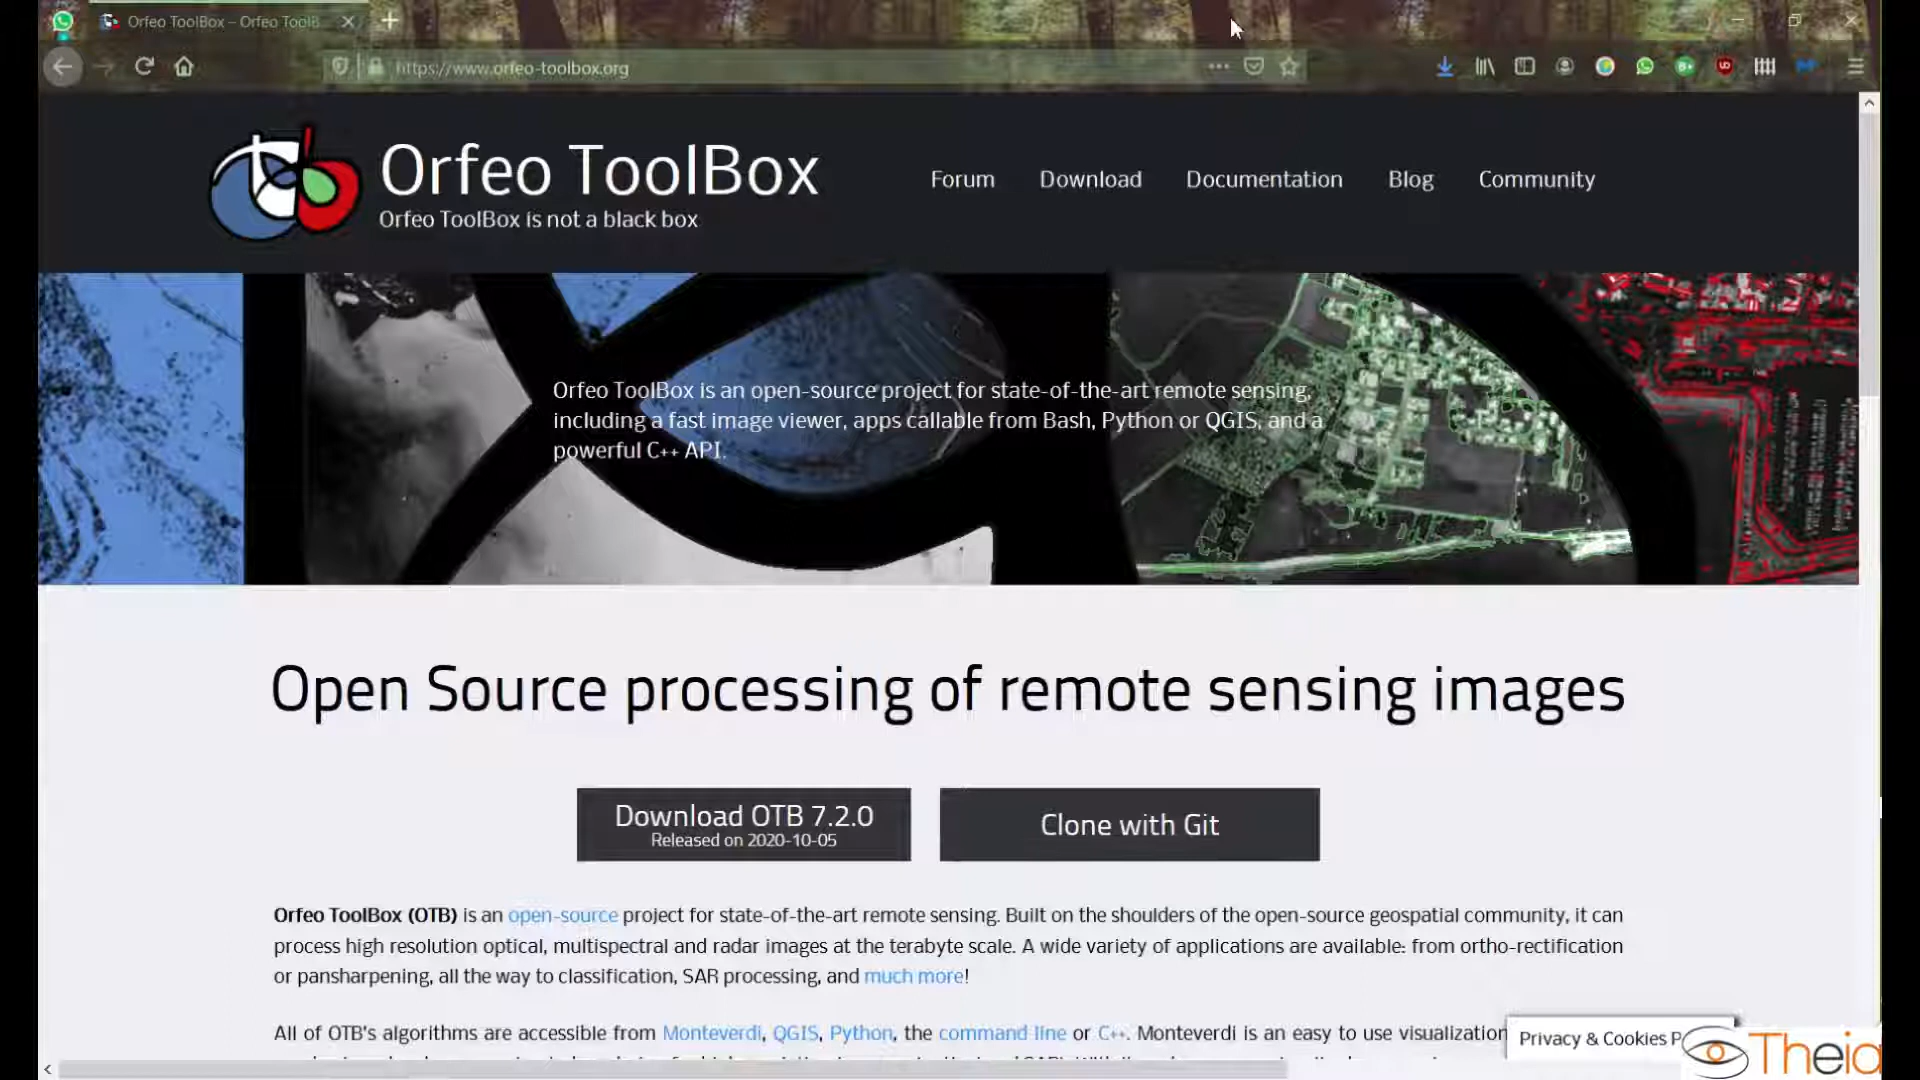 Orfeo ToolBox – Orfeo ToolB
https://www.orfeo-toolbox.org
Orfeo ToolBox
Orfeo ToolBox is not a black box
Forum Download Documentation Blog Community
Orfeo ToolBox is an open-source project for state-of-the-art remote sensing,
including a fast image viewer, apps callable from Bash, Python or QGIS, and a
powerful C++ API.
Open Source processing of remote sensing images
Download OTB 7.2.0
Released on 2020-10-05
Clone with Git
Orfeo ToolBox (OTB) is an open-source project for state-of-the-art remote sensing. Built on the shoulders of the open-source geospatial community, it can
process high resolution optical, multispectral and radar images at the terabyte scale. A wide variety of applications are available: from ortho-rectification
or pansharpening, all the way to classification, SAR processing, and much more!
All of OTB's algorithms are accessible from Monteverdi, QGIS, Python, the command line or C++. Monteverdi is an easy to use visualization
Privacy & Cookies P
Theia